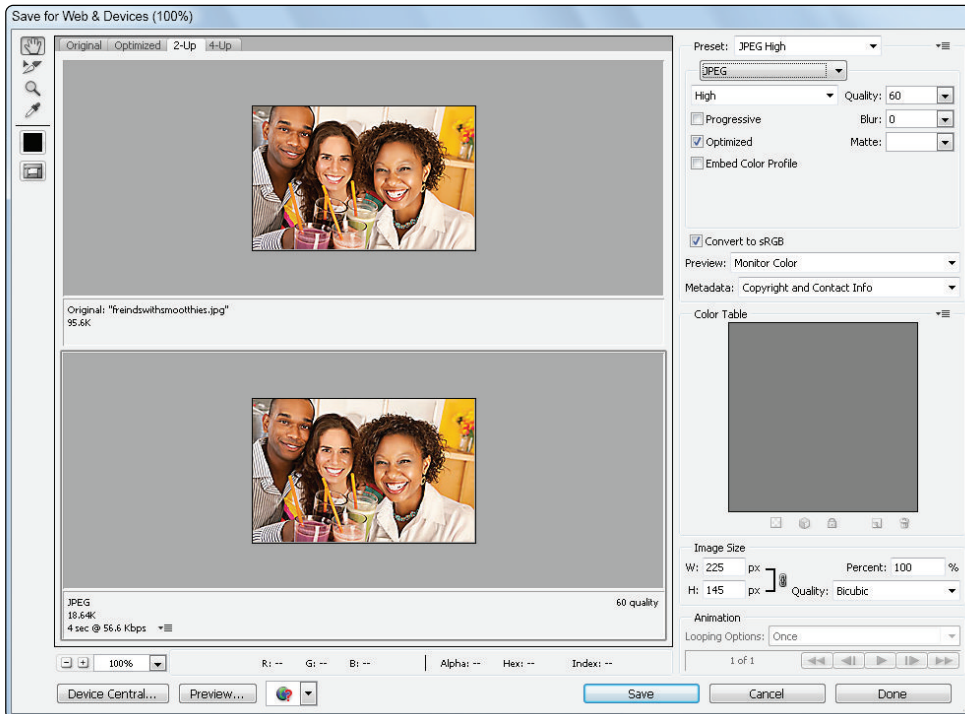 Save for Web & Devices (100%)
Original Optimized 2-Up 4-Up
Original: "freindswithsmootthies.jpg"
95.6K
JPEG
60 quality
18.64K
4 sec @ 56.6 Kbps
100%
R: -- G: -- B: -- Alpha: -- Hex: -- Index: --
Device Central... Preview...
Save Cancel Done
Preset: JPEG High
JPEG
High Quality: 60
Progressive Blur: 0
Optimized Matte:
Embed Color Profile
Convert to sRGB
Preview: Monitor Color
Metadata: Copyright and Contact Info
Color Table
Image Size
W: 225 px Percent: 100 %
H: 145 px Quality: Bicubic
Animation
Looping Options: Once
1 of 1